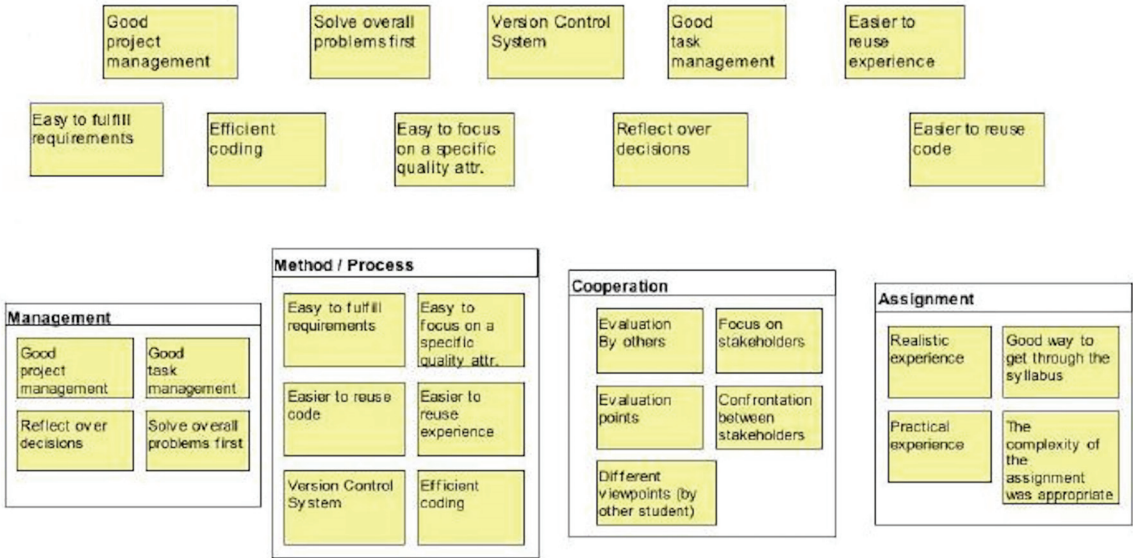 Good
project
management
Solve overall
problems first
Version Control
System
Good
task
management
Easier to
reuse
experience
Easy to fulfill
requirements
Efficient
coding
Easy to focus
on a specific
quality attr.
Reflect over
decisions
Easier to reuse
code
Management
Good
project
management
Good
task
management
Reflect over
decisions
Solve overall
problems first
Method / Process
Easy to fulfill
requirements
Easy to
focus on a
specific
quality attr.
Easier to reuse
code
Easier to
reuse
experience
Version Control
System
Efficient
coding
Cooperation
Evaluation
By others
Focus on
stakeholders
Evaluation
points
Confrontation
between
stakeholders
Different
viewpoints (by
other student)
Assignment
Realistic
experience
Good way to
get through the
syllabus
Practical
experience
The
complexity of
the
assignment
was appropriate